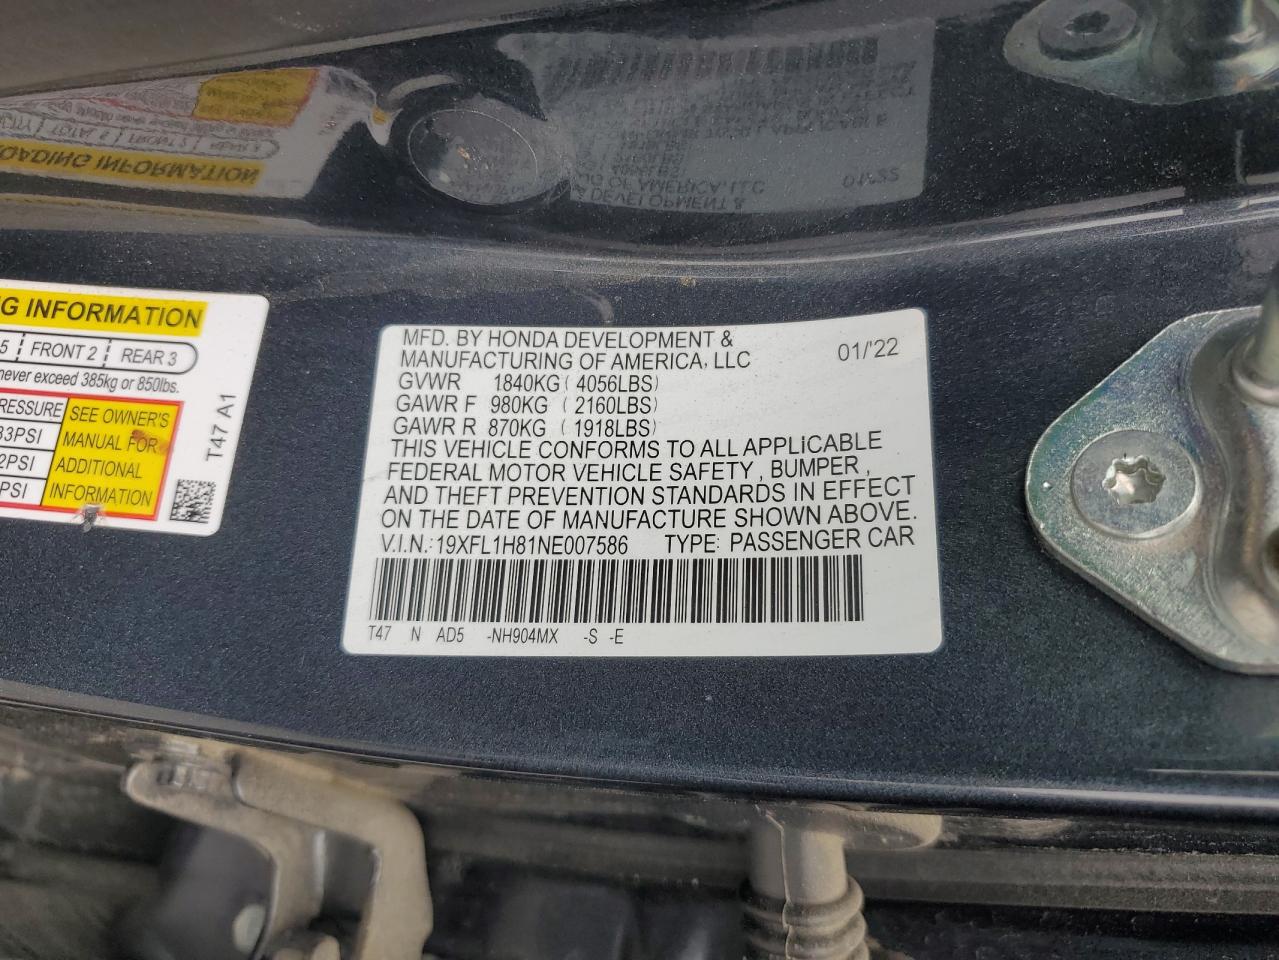 G INFORMATION
5 FRONT 2 REAR 3
never exceed 385kg or 850lbs.
RESSURE
33PSI
2PSI
PSI
SEE OWNER'S
MANUAL FOR
ADDITIONAL
INFORMATION
T47 A1
MFD. BY HONDA DEVELOPMENT &
MANUFACTURING OF AMERICA, LLC 01/'22
GVWR 1840KG (4056LBS)
GAWR F 980KG (2160LBS)
GAWR R 870KG (1918LBS)
THIS VEHICLE CONFORMS TO ALL APPLICABLE
FEDERAL MOTOR VEHICLE SAFETY, BUMPER,
AND THEFT PREVENTION STANDARDS IN EFFECT
ON THE DATE OF MANUFACTURE SHOWN ABOVE.
V.I.N.: 19XFL1H81NE007586 TYPE: PASSENGER CAR
T47 N AD5 -NH904MX -S -E